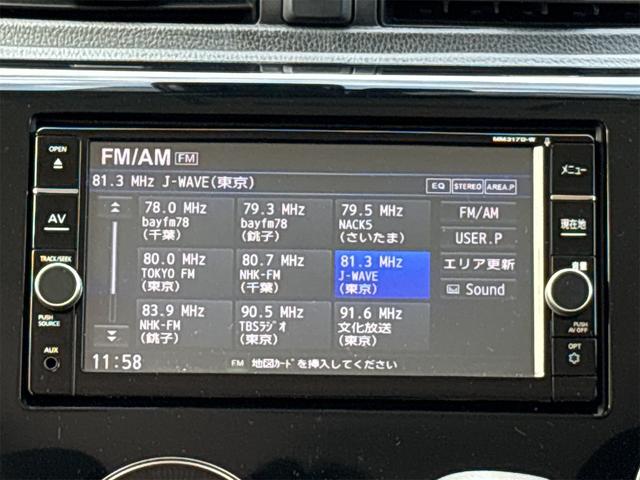 MM317D-W
OPEN
FM/AM FM
メニュー
81.3 MHz J-WAVE(東京)
EQ STEREO AREA.P
AV
78.0 MHz
bayfm78
(千葉)
79.3 MHz
bayfm78
(銚子)
79.5 MHz
NACK5
(さいたま)
FM/AM
現在地
USER.P
TRACK/SEEK
80.0 MHz
TOKYO FM
(東京)
80.7 MHz
NHK-FM
(千葉)
81.3 MHz
J-WAVE
(東京)
エリア更新
音量
Sound
PUSH
SOURCE
83.9 MHz
NHK-FM
(銚子)
90.5 MHz
TBSラジオ
(東京)
91.6 MHz
文化放送
(東京)
PUSH
AV OFF
AUX
OPT
11:58
FM 地図カードを挿入してください